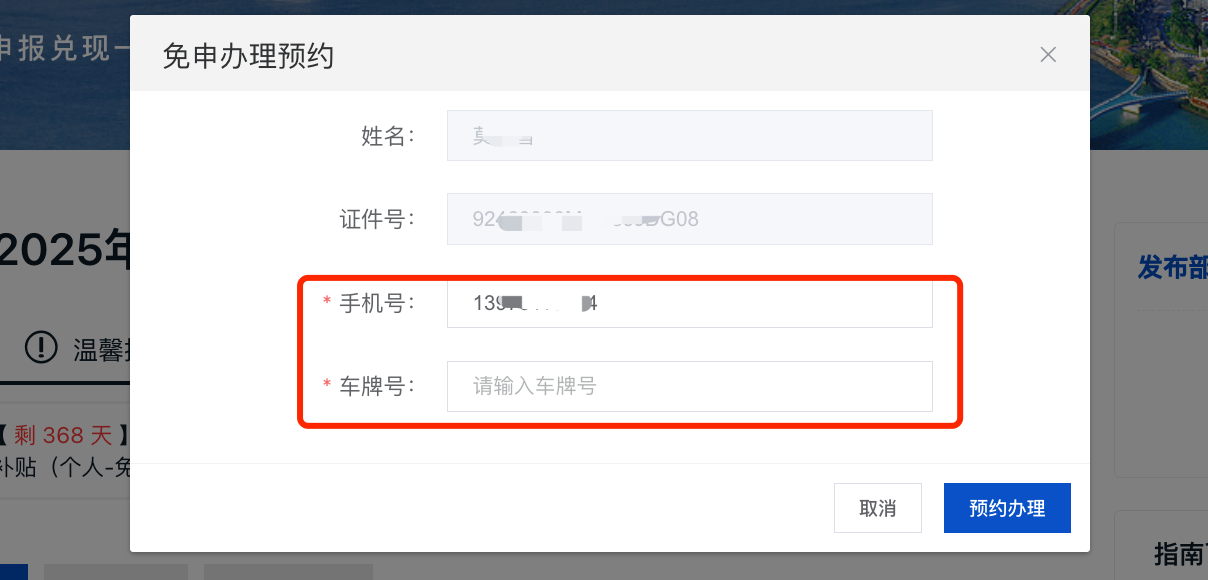 申报兑现一
免申办理预约
姓名：
证件号：
G08
* 手机号：
* 车牌号：
请输入车牌号
取消
预约办理
2025年
温馨
【 剩 368 天 】
补贴（个人-免
发布部
指南